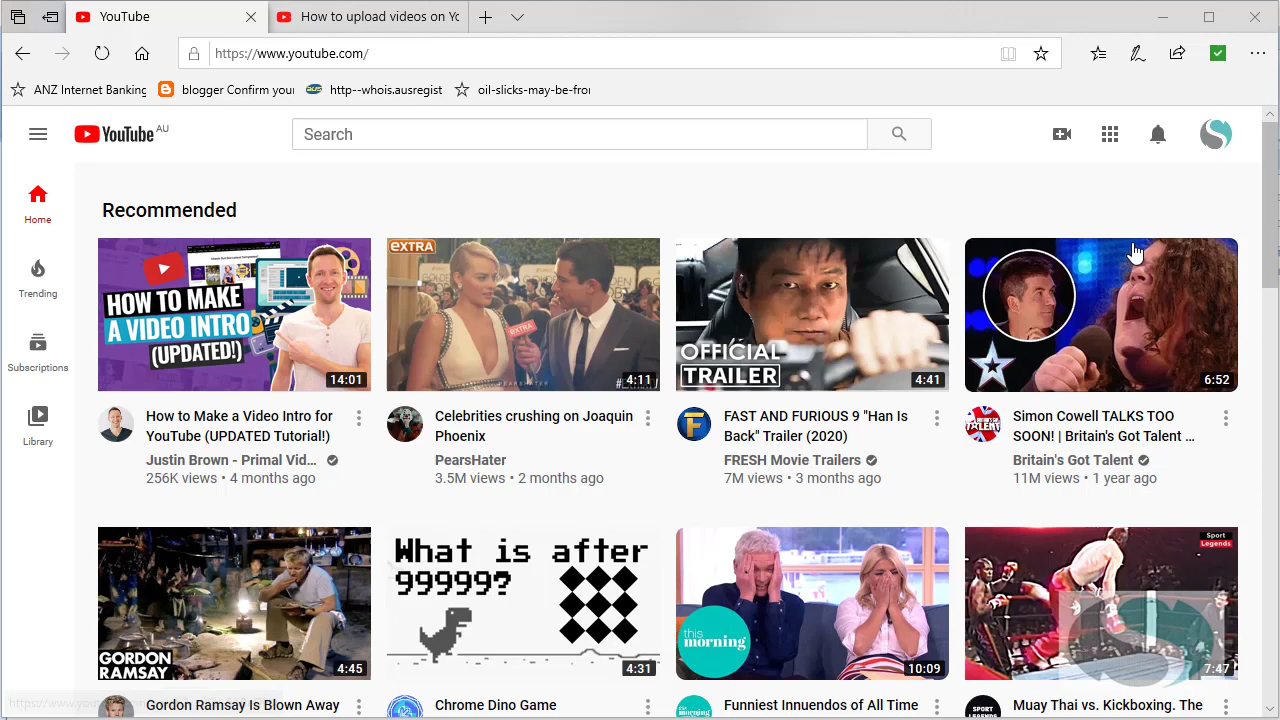 YouTube
How to upload videos on Yo
https://www.youtube.com/
ANZ Internet Banking
blogger Confirm your
http--whois.ausregist
oil-slicks-may-be-fror
YouTube AU
Search
Home
Trending
Subscriptions
Library
Recommended
HOW TO MAKE
A VIDEO INTRO
(UPDATED!)
14:01
How to Make a Video Intro for
YouTube (UPDATED Tutorial!)
Justin Brown - Primal Vid...
256K views • 4 months ago
eXTRA
EXTRA
PEARSHATER
4:11
Celebrities crushing on Joaquin
Phoenix
PearsHater
3.5M views • 2 months ago
OFFICIAL
TRAILER
4:41
FAST AND FURIOUS 9 "Han Is
Back" Trailer (2020)
FRESH Movie Trailers
7M views • 3 months ago
6:52
Simon Cowell TALKS TOO
SOON! | Britain's Got Talent ...
Britain's Got Talent
11M views • 1 year ago
GORDON
RAMSAY
4:45
Gordon Ramsay Is Blown Away
What is after
99999?
4:31
Chrome Dino Game
this
morning
10:09
Funniest Innuendos of All Time
Sport
Legends
7:47
SPORT
LEGENDS
Muay Thai vs. Kickboxing. The